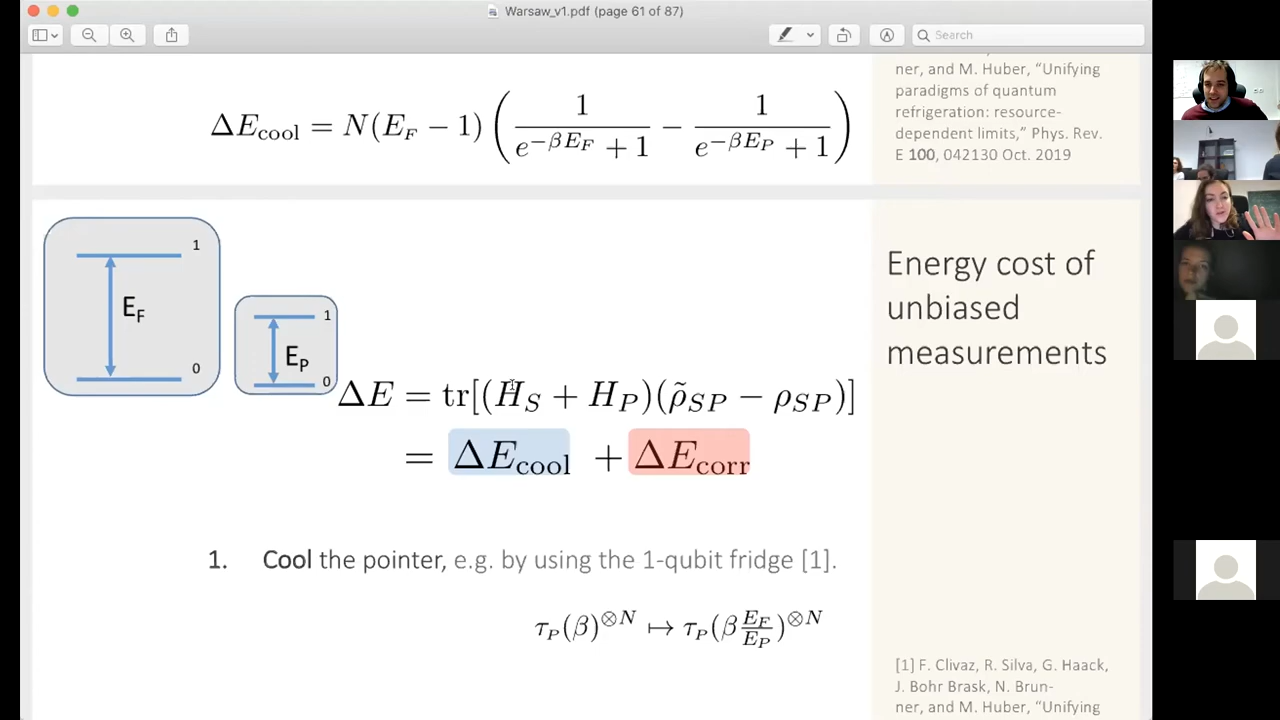 Warsaw_v1.pdf (page 61 of 87)
Search
ner, and M. Huber, “Unifying
paradigms of quantum
refrigeration: resource-
dependent limits,” Phys. Rev.
E 100, 042130 Oct. 2019
ΔE_cool = N(E_F − 1) ( 1/(e^{−βE_F} + 1) − 1/(e^{−βE_P} + 1) )
1
E_F
0
1
E_P
0
Energy cost of
unbiased
measurements
ΔE = tr[(H_S + H_P)(ρ̃_SP − ρ_SP)]
= ΔE_cool + ΔE_corr
1. Cool the pointer, e.g. by using the 1-qubit fridge [1].
τ_P(β)^{⊗N} ↦ τ_P(β E_F/E_P)^{⊗N}
[1] F. Clivaz, R. Silva, G. Haack,
J. Bohr Brask, N. Brun-
ner, and M. Huber, “Unifying